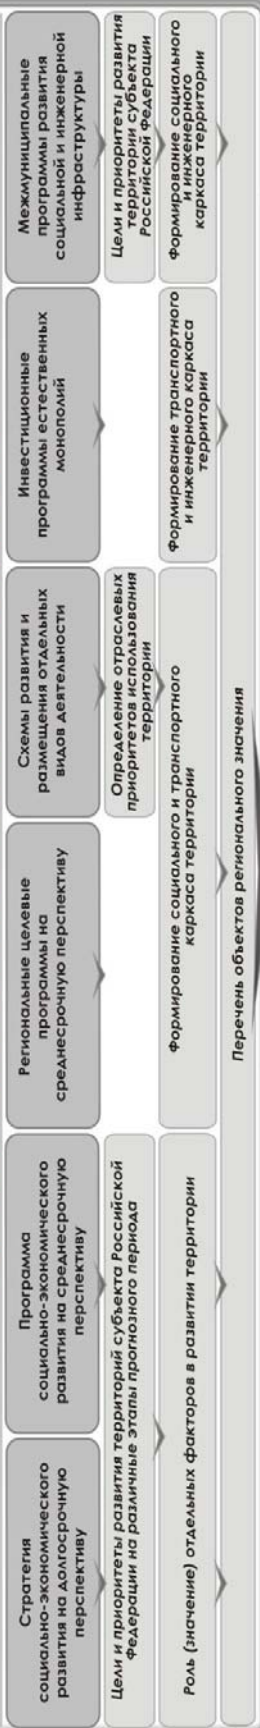 Стратегия
социально-экономического
развития на долгосрочную
перспективу
Программа
социально-экономического
развития на среднесрочную
перспективу
Региональные целевые
программы на
среднесрочную перспективу
Схемы развития и
размещения отдельных
видов деятельности
Инвестиционные
программы естественных
монополий
Межмуниципальные
программы развития
социальной и инженерной
инфраструктуры
Цели и приоритеты развития территорий субъекта Российской
Федерации на различные этапы прогнозного периода
Определение отраслевых
приоритетов использования
территории
Цели и приоритеты развития
территории субъекта
Российской Федерации
Роль (значение) отдельных факторов в развитии территории
Формирование социального и транспортного
каркаса территории
Формирование транспортного
и инженерного каркаса
территории
Формирование социального
и инженерного
каркаса территории
Перечень объектов регионального значения